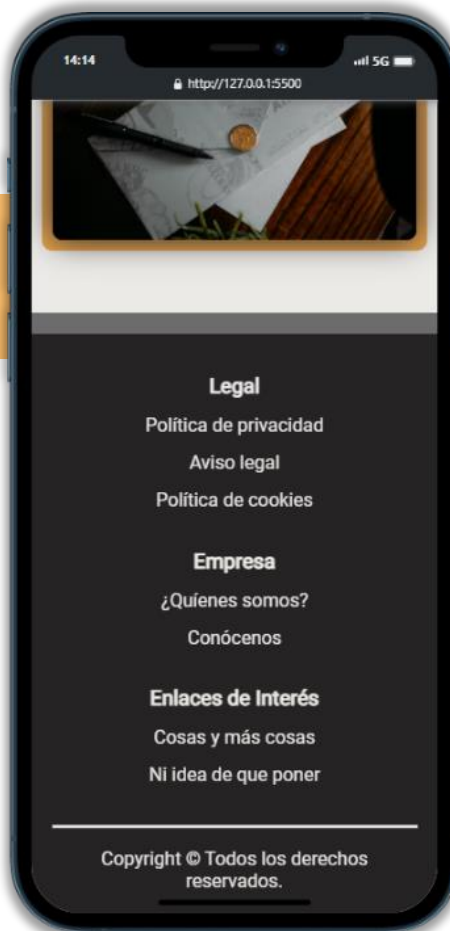 14:14
5G
http://127.0.0.1:5500
Legal
Política de privacidad
Aviso legal
Política de cookies
Empresa
¿Quíenes somos?
Conócenos
Enlaces de Interés
Cosas y más cosas
Ni idea de que poner
Copyright © Todos los derechos
reservados.